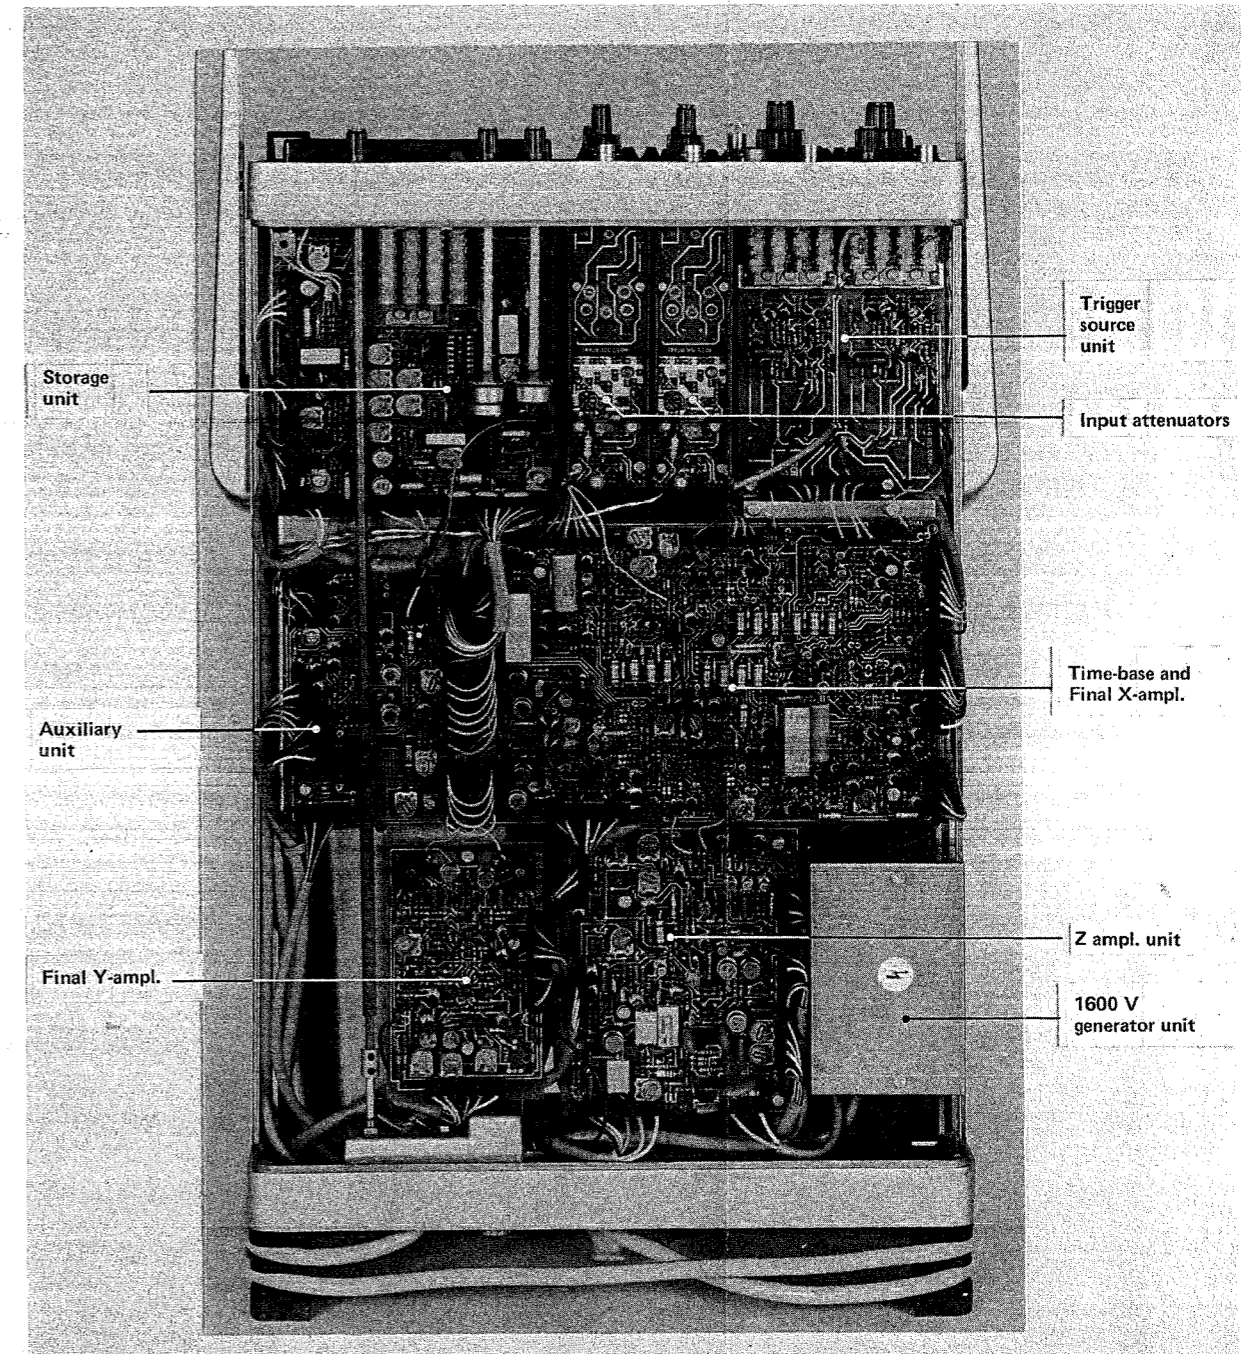 Trigger
source
unit
Storage
unit
Input attenuators
Time-base and
Final X-ampl.
Auxiliary
unit
Z ampl. unit
Final Y-ampl.
1600 V
generator unit